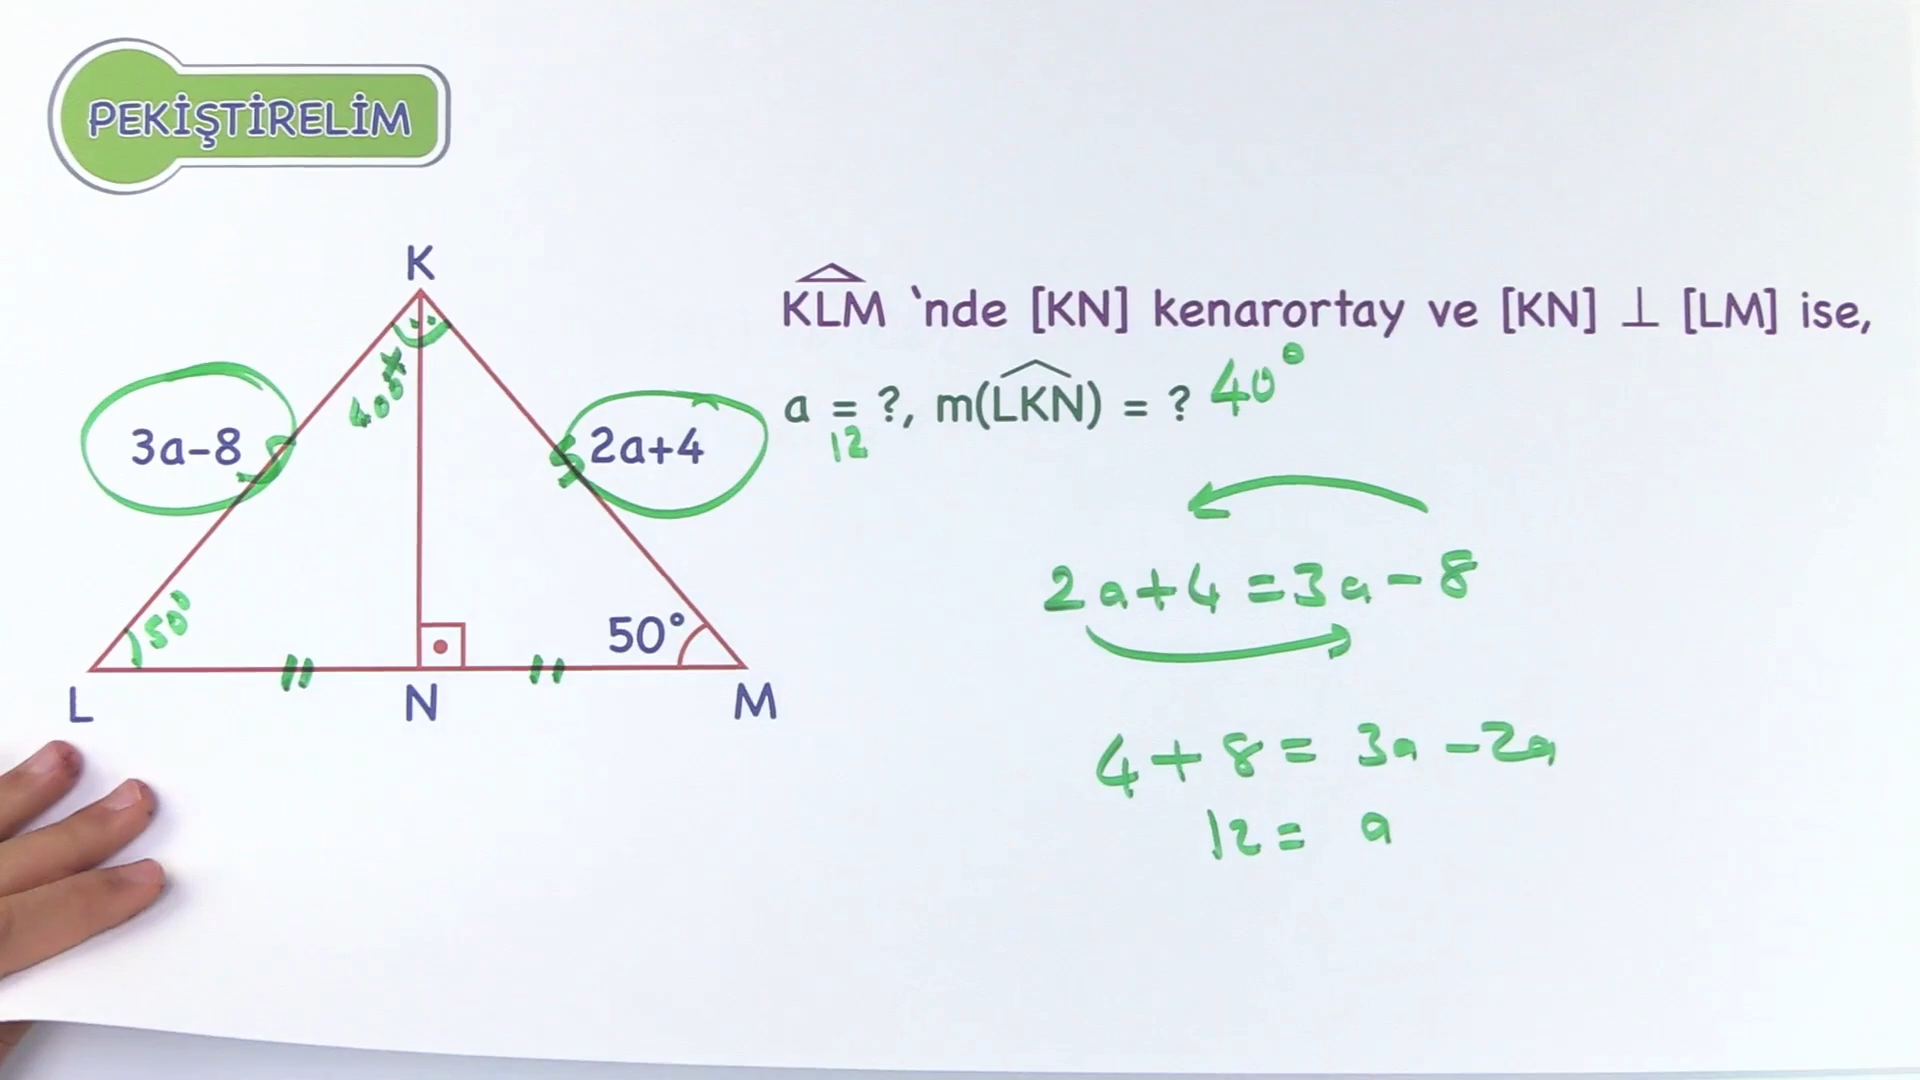 PEKİŞTİRELİM
K
KLM 'nde [KN] kenarortay ve [KN] ⊥ [LM] ise,
a = ?, m(LKN) = ? 40°
12
40°
3a-8
2a+4
2a+4=3a-8
50°
50°
L
N
M
4+8=3a-2a
12=a